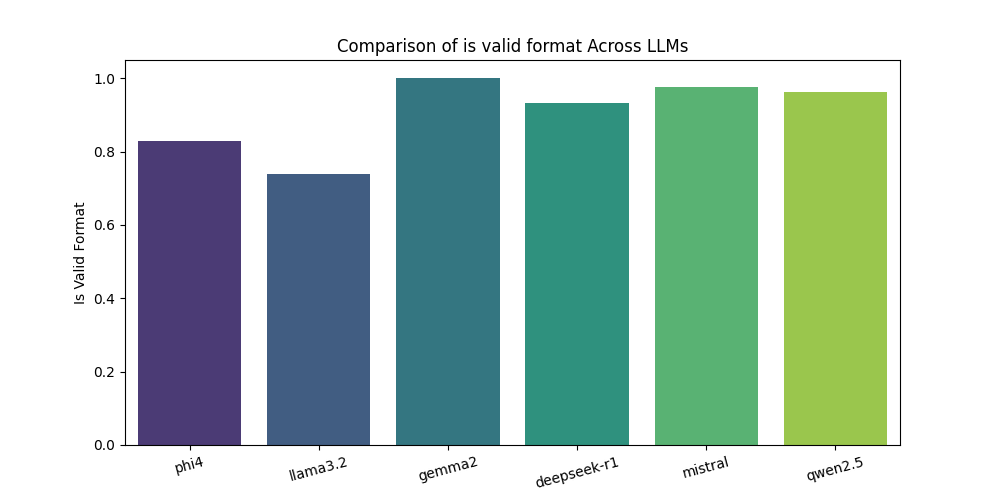 Comparison of is valid format Across LLMs
Is Valid Format
1.0
0.8
0.6
0.4
0.2
0.0
phi4
llama3.2
gemma2
deepseek-r1
mistral
qwen2.5